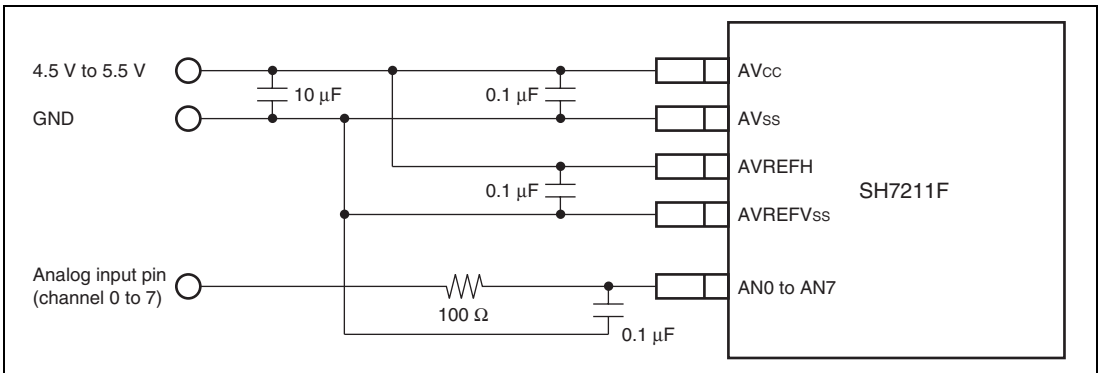 4.5 V to 5.5 V
AVcc
10 μF
0.1 μF
GND
AVss
AVREFH
SH7211F
0.1 μF
AVREFVss
Analog input pin
(channel 0 to 7)
AN0 to AN7
100 Ω
0.1 μF